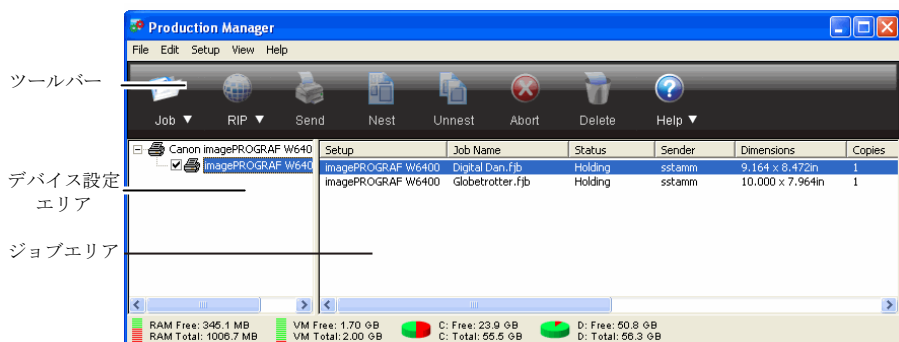 Production Manager
File Edit Setup View Help
ツールバー
Job RIP Send Nest Unnest Abort Delete Help
Canon imagePROGRAF W640
imagePROGRAF W640
Setup Job Name Status Sender Dimensions Copies
imagePROGRAF W6400 Digital Dan.fjb Holding sstamm 9.164 x 8.472in 1
imagePROGRAF W6400 Globetrotter.fjb Holding sstamm 10.000 x 7.964in 1
デバイス設定
エリア
ジョブエリア
RAM Free: 345.1 MB VM Free: 1.70 GB C: Free: 23.9 GB D: Free: 50.8 GB
RAM Total: 1006.7 MB VM Total: 2.00 GB C: Total: 55.5 GB D: Total: 56.3 GB